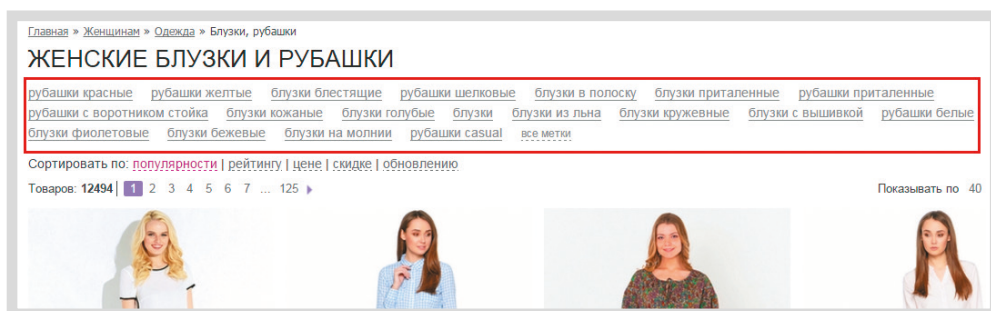 Главная » Женщинам » Одежда » Блузки, рубашки
ЖЕНСКИЕ БЛУЗКИ И РУБАШКИ
рубашки красные рубашки желтые блузки блестящие рубашки шелковые блузки в полоску блузки приталенные рубашки приталенные
рубашки с воротником стойка блузки кожаные блузки голубые блузки блузки из льна блузки кружевные блузки с вышивкой рубашки белые
блузки фиолетовые блузки бежевые блузки на молнии рубашки casual все метки
Сортировать по: популярности | рейтингу | цене | скидке | обновлению
Товаров: 12494 | 1 2 3 4 5 6 7 ... 125 Показывать по 40